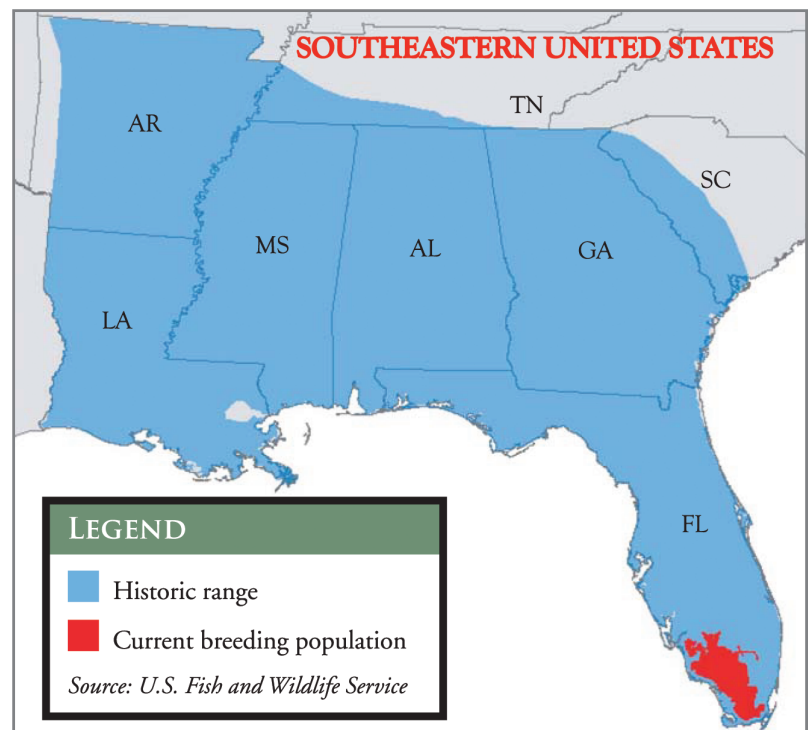 SOUTHEASTERN UNITED STATES
TN
AR
SC
MS
AL
GA
LA
FL
LEGEND
Historic range
Current breeding population
Source: U.S. Fish and Wildlife Service